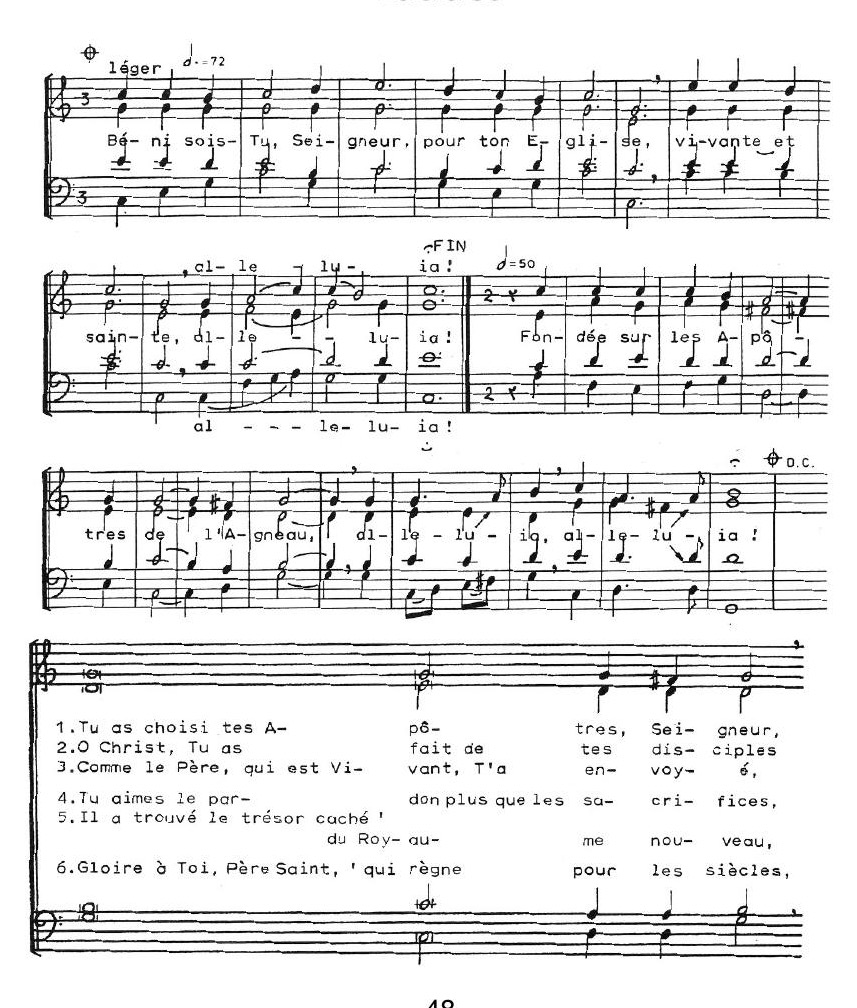 léger 𝅗𝅥.=72
3
Bé- ni sois- Tu, Sei- gneur, pour ton E- gli- se, vi-vante et
3
FIN
al- le - lu- ia! 𝅗𝅥=50
2
sain- te, al- le - - lu- ia! Fon- dée sur les A- pô -
2
al - - - le- lu- ia!
D.C.
tres de l'A- gneau, al- le - lu - ia, al- le- lu - ia !
1.Tu as choisi tes A- pô- tres, Sei- gneur,
2.O Christ, Tu as fait de tes dis- ciples
3.Comme le Père, qui est Vi- vant, T'a en- voy- é,
4.Tu aimes le par- don plus que les sa- cri- fices,
5.Il a trouvé le trésor caché '
du Roy- au- me nou- veau,
6.Gloire à Toi, Père Saint, ' qui règne pour les siècles,
48